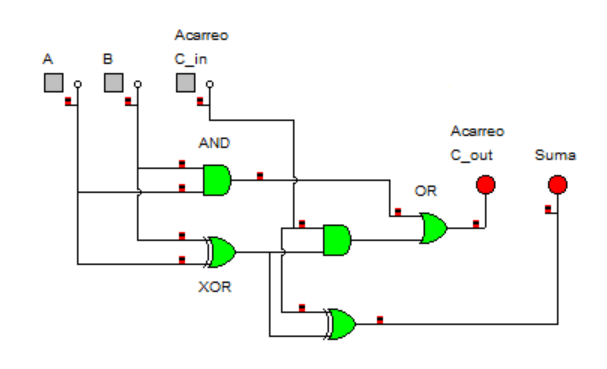 Acarreo
A
B
C_in
AND
Acarreo
C_out
Suma
OR
XOR